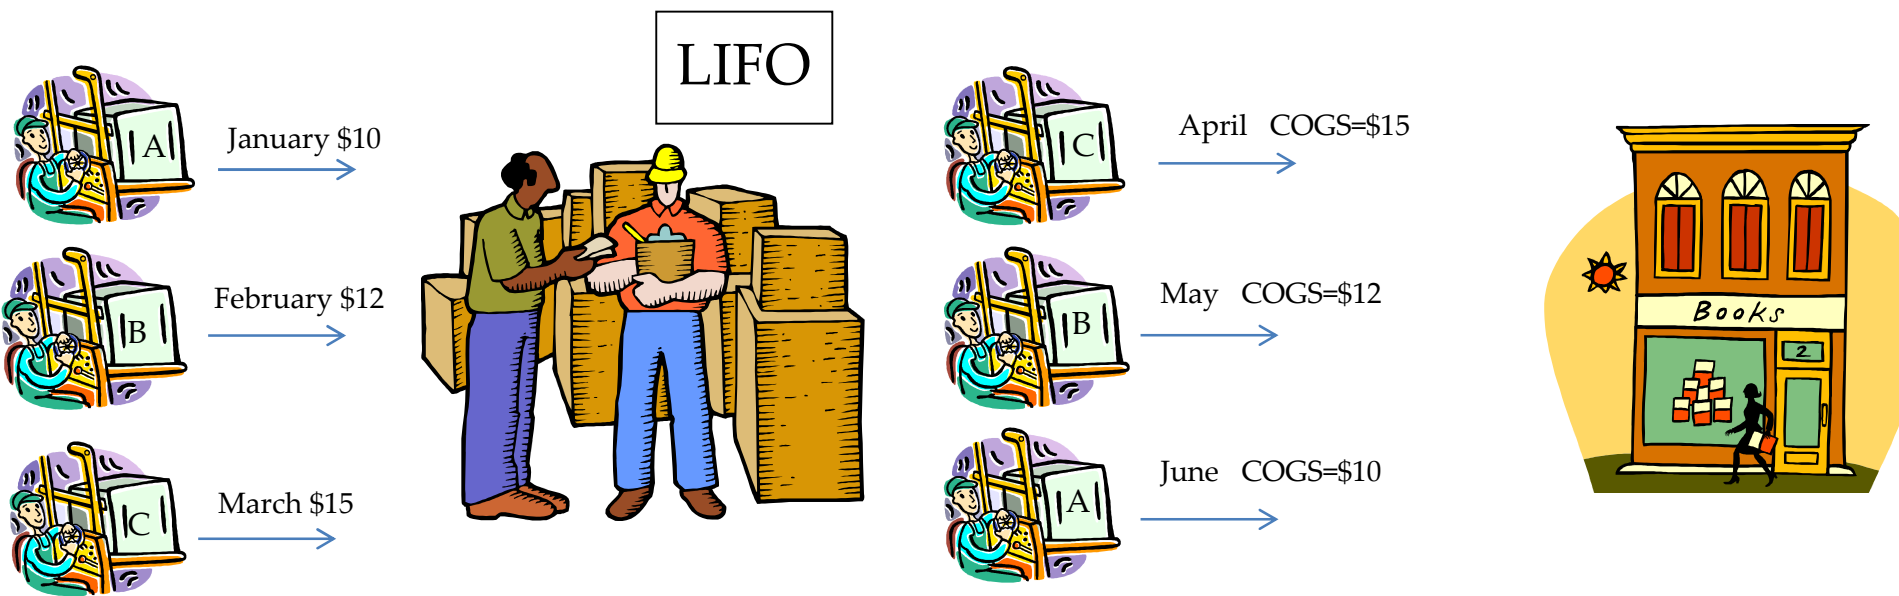 LIFO
A
January $10
B
February $12
C
March $15
C
April COGS=$15
B
May COGS=$12
A
June COGS=$10
Books
2